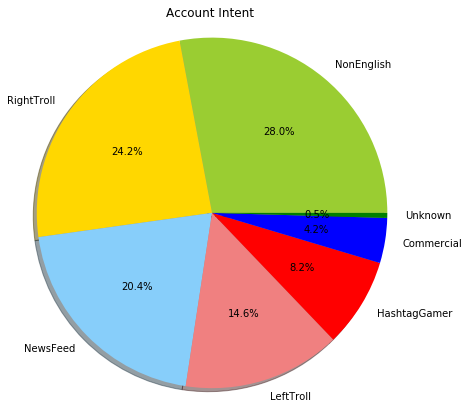 Account Intent
NonEnglish
28.0%
RightTroll
24.2%
NewsFeed
20.4%
LeftTroll
14.6%
HashtagGamer
8.2%
Commercial
4.2%
Unknown
0.5%